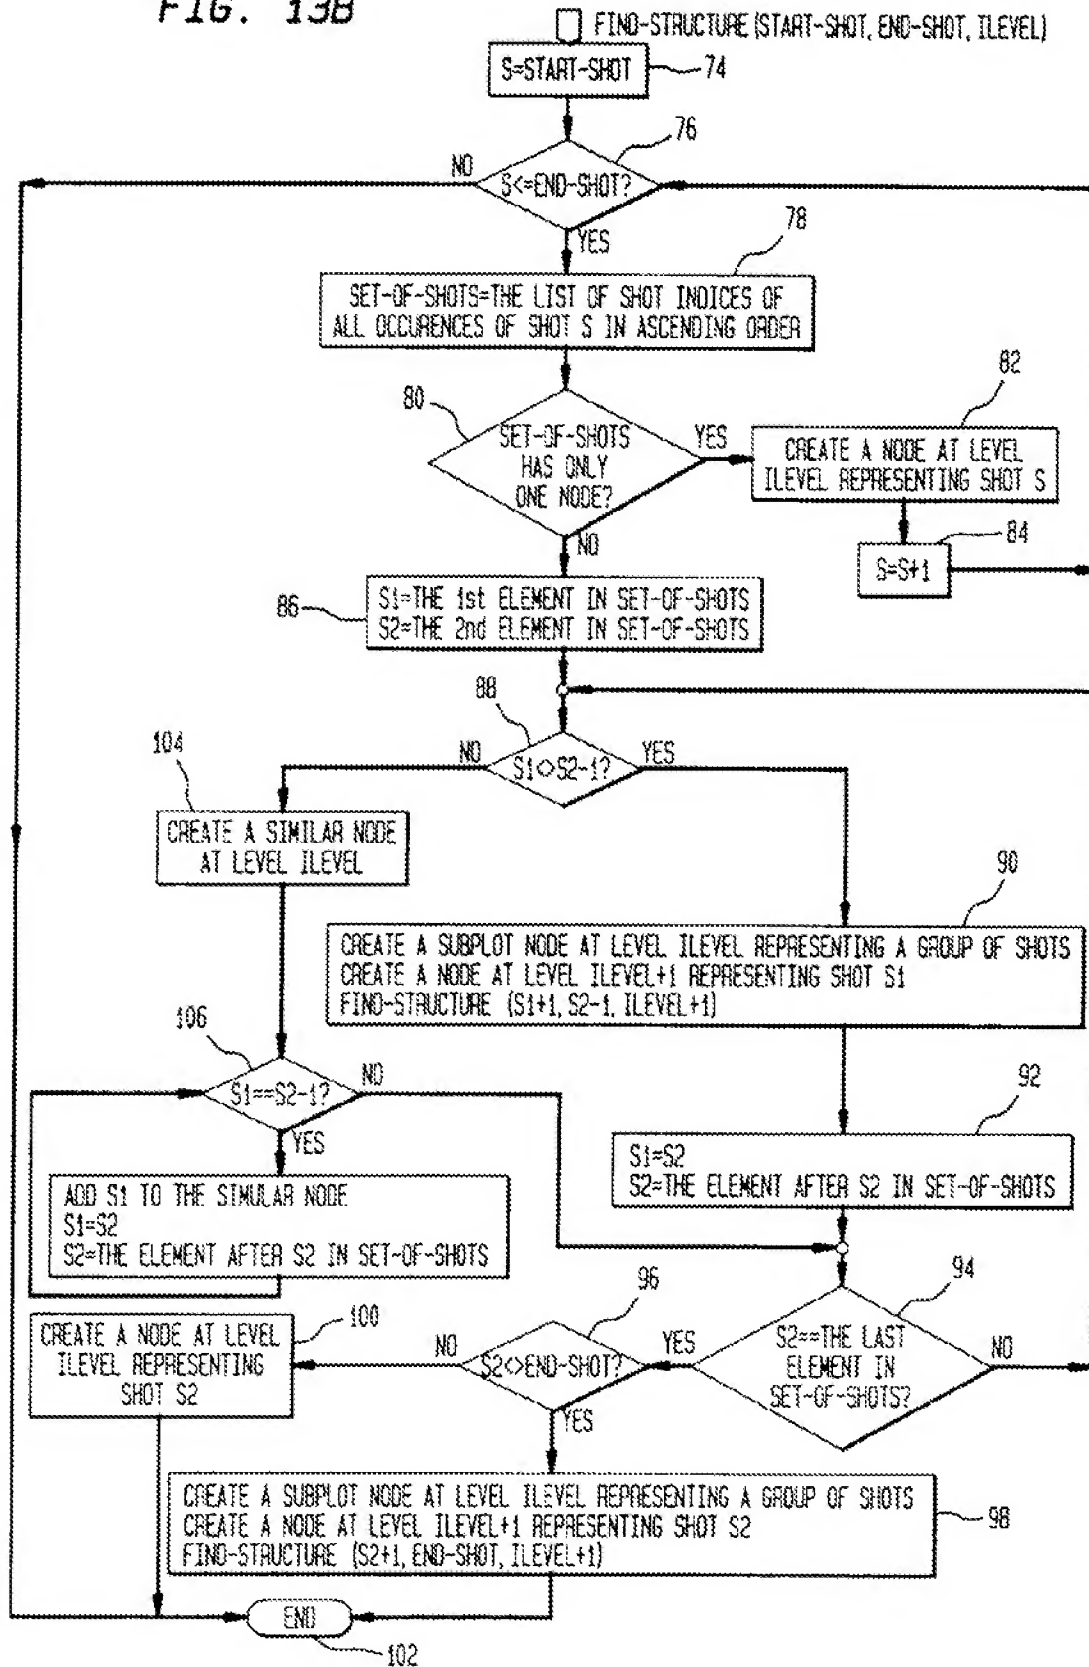 FIG. 13B
FIND-STRUCTURE (START-SHOT, END-SHOT, ILEVEL)
S=START-SHOT
74
76
NO
S<=END-SHOT?
YES
78
SET-OF-SHOTS=THE LIST OF SHOT INDICES OF
ALL OCCURENCES OF SHOT S IN ASCENDING ORDER
80
SET-OF-SHOTS
HAS ONLY
ONE NODE?
YES
NO
82
CREATE A NODE AT LEVEL
ILEVEL REPRESENTING SHOT S
84
S=S+1
86
S1=THE 1st ELEMENT IN SET-OF-SHOTS
S2=THE 2nd ELEMENT IN SET-OF-SHOTS
88
NO
S1<>S2-1?
YES
104
CREATE A SIMILAR NODE
AT LEVEL ILEVEL
90
CREATE A SUBPLOT NODE AT LEVEL ILEVEL REPRESENTING A GROUP OF SHOTS
CREATE A NODE AT LEVEL ILEVEL+1 REPRESENTING SHOT S1
FIND-STRUCTURE (S1+1, S2-1, ILEVEL+1)
106
S1==S2-1?
NO
YES
92
S1=S2
S2=THE ELEMENT AFTER S2 IN SET-OF-SHOTS
ADD S1 TO THE SIMULAR NODE
S1=S2
S2=THE ELEMENT AFTER S2 IN SET-OF-SHOTS
94
S2==THE LAST
ELEMENT IN
SET-OF-SHOTS?
YES
NO
96
NO
S2<>END-SHOT?
YES
100
CREATE A NODE AT LEVEL
ILEVEL REPRESENTING
SHOT S2
CREATE A SUBPLOT NODE AT LEVEL ILEVEL REPRESENTING A GROUP OF SHOTS
CREATE A NODE AT LEVEL ILEVEL+1 REPRESENTING SHOT S2
FIND-STRUCTURE (S2+1, END-SHOT, ILEVEL+1)
98
END
102